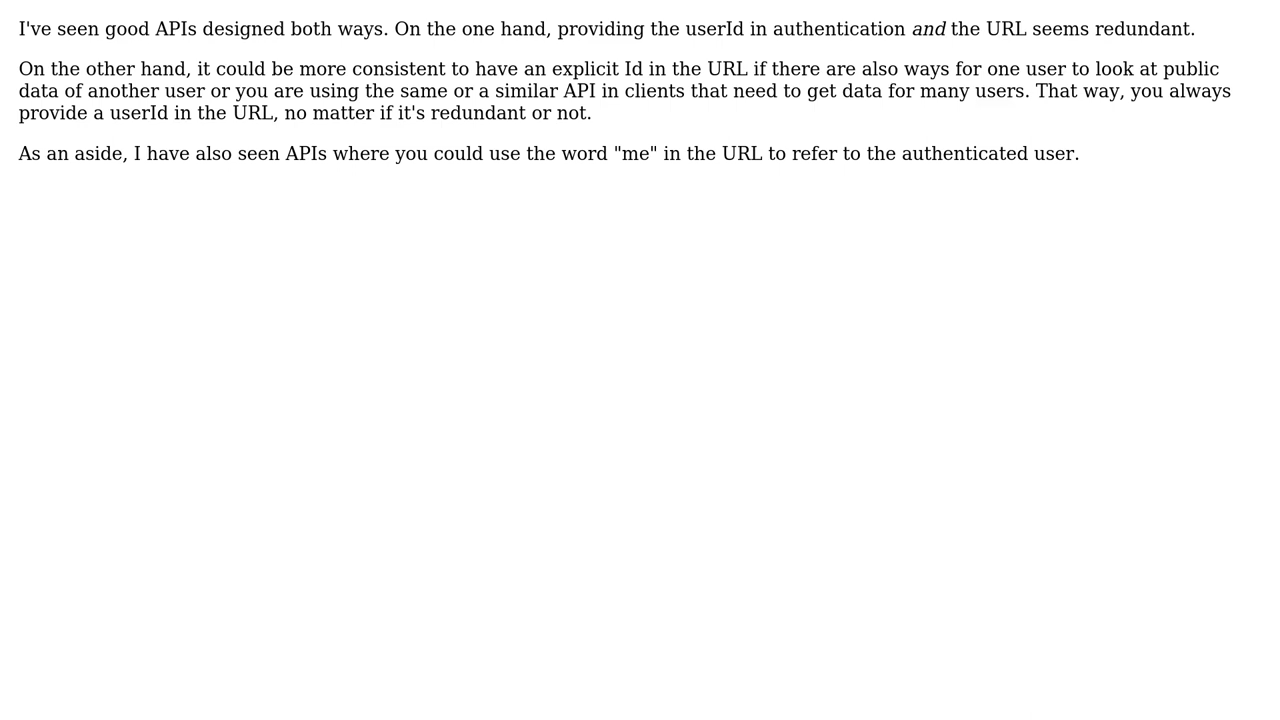 I've seen good APIs designed both ways. On the one hand, providing the userId in authentication and the URL seems redundant.
On the other hand, it could be more consistent to have an explicit Id in the URL if there are also ways for one user to look at public
data of another user or you are using the same or a similar API in clients that need to get data for many users. That way, you always
provide a userId in the URL, no matter if it's redundant or not.
As an aside, I have also seen APIs where you could use the word "me" in the URL to refer to the authenticated user.